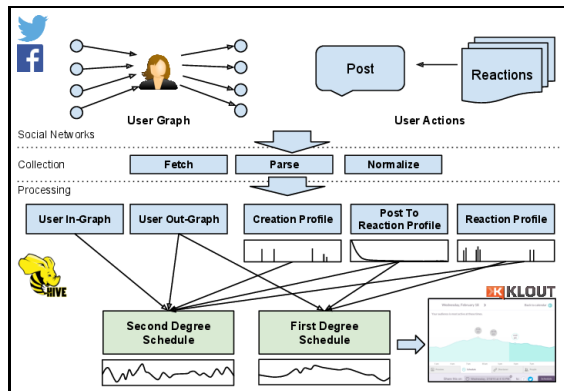 Post
Reactions
User Graph
User Actions
Social Networks
Collection
Fetch
Parse
Normalize
Processing
User In-Graph
User Out-Graph
Creation Profile
Post To
Reaction Profile
Reaction Profile
HIVE
KLOUT
Second Degree
Schedule
First Degree
Schedule